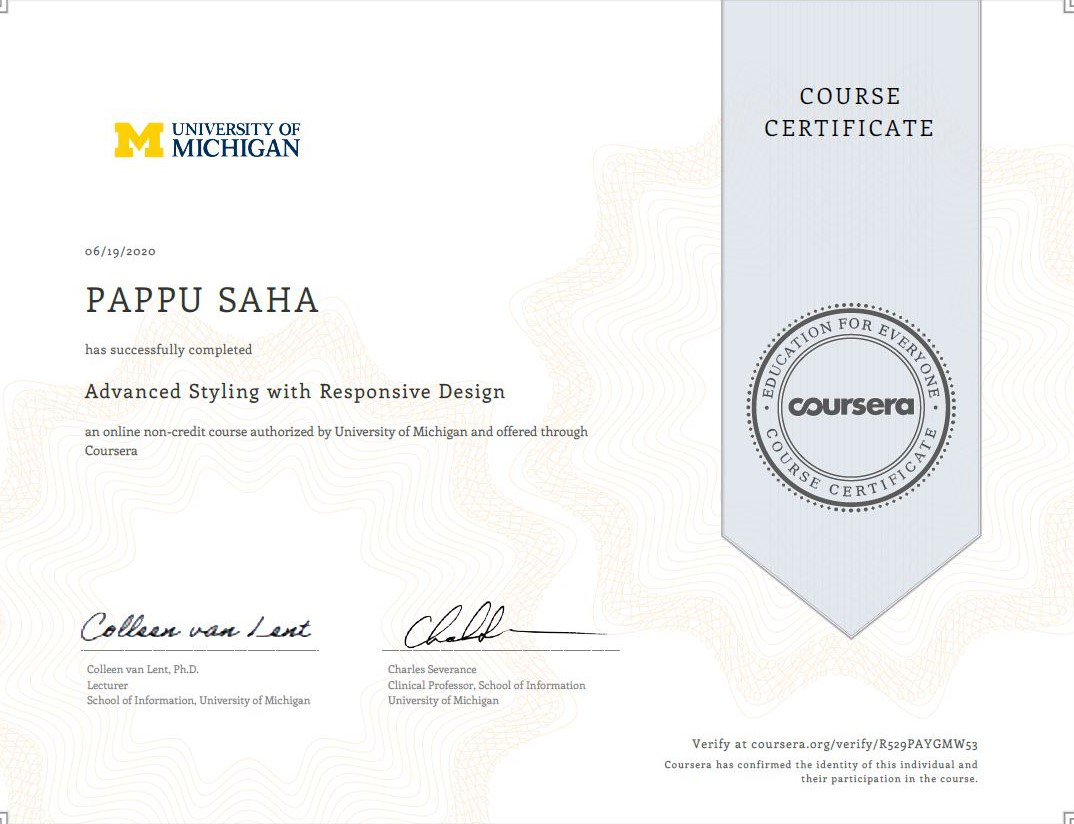 COURSE
CERTIFICATE
UNIVERSITY OF
MICHIGAN
06/19/2020
PAPPU SAHA
has successfully completed
Advanced Styling with Responsive Design
an online non-credit course authorized by University of Michigan and offered through
Coursera
EDUCATION FOR EVERYONE
coursera
COURSE CERTIFICATE
Colleen van Lent
Colleen van Lent, Ph.D.
Lecturer
School of Information, University of Michigan
Charles Severance
Clinical Professor, School of Information
University of Michigan
Verify at coursera.org/verify/R529PAYGMW53
Coursera has confirmed the identity of this individual and
their participation in the course.